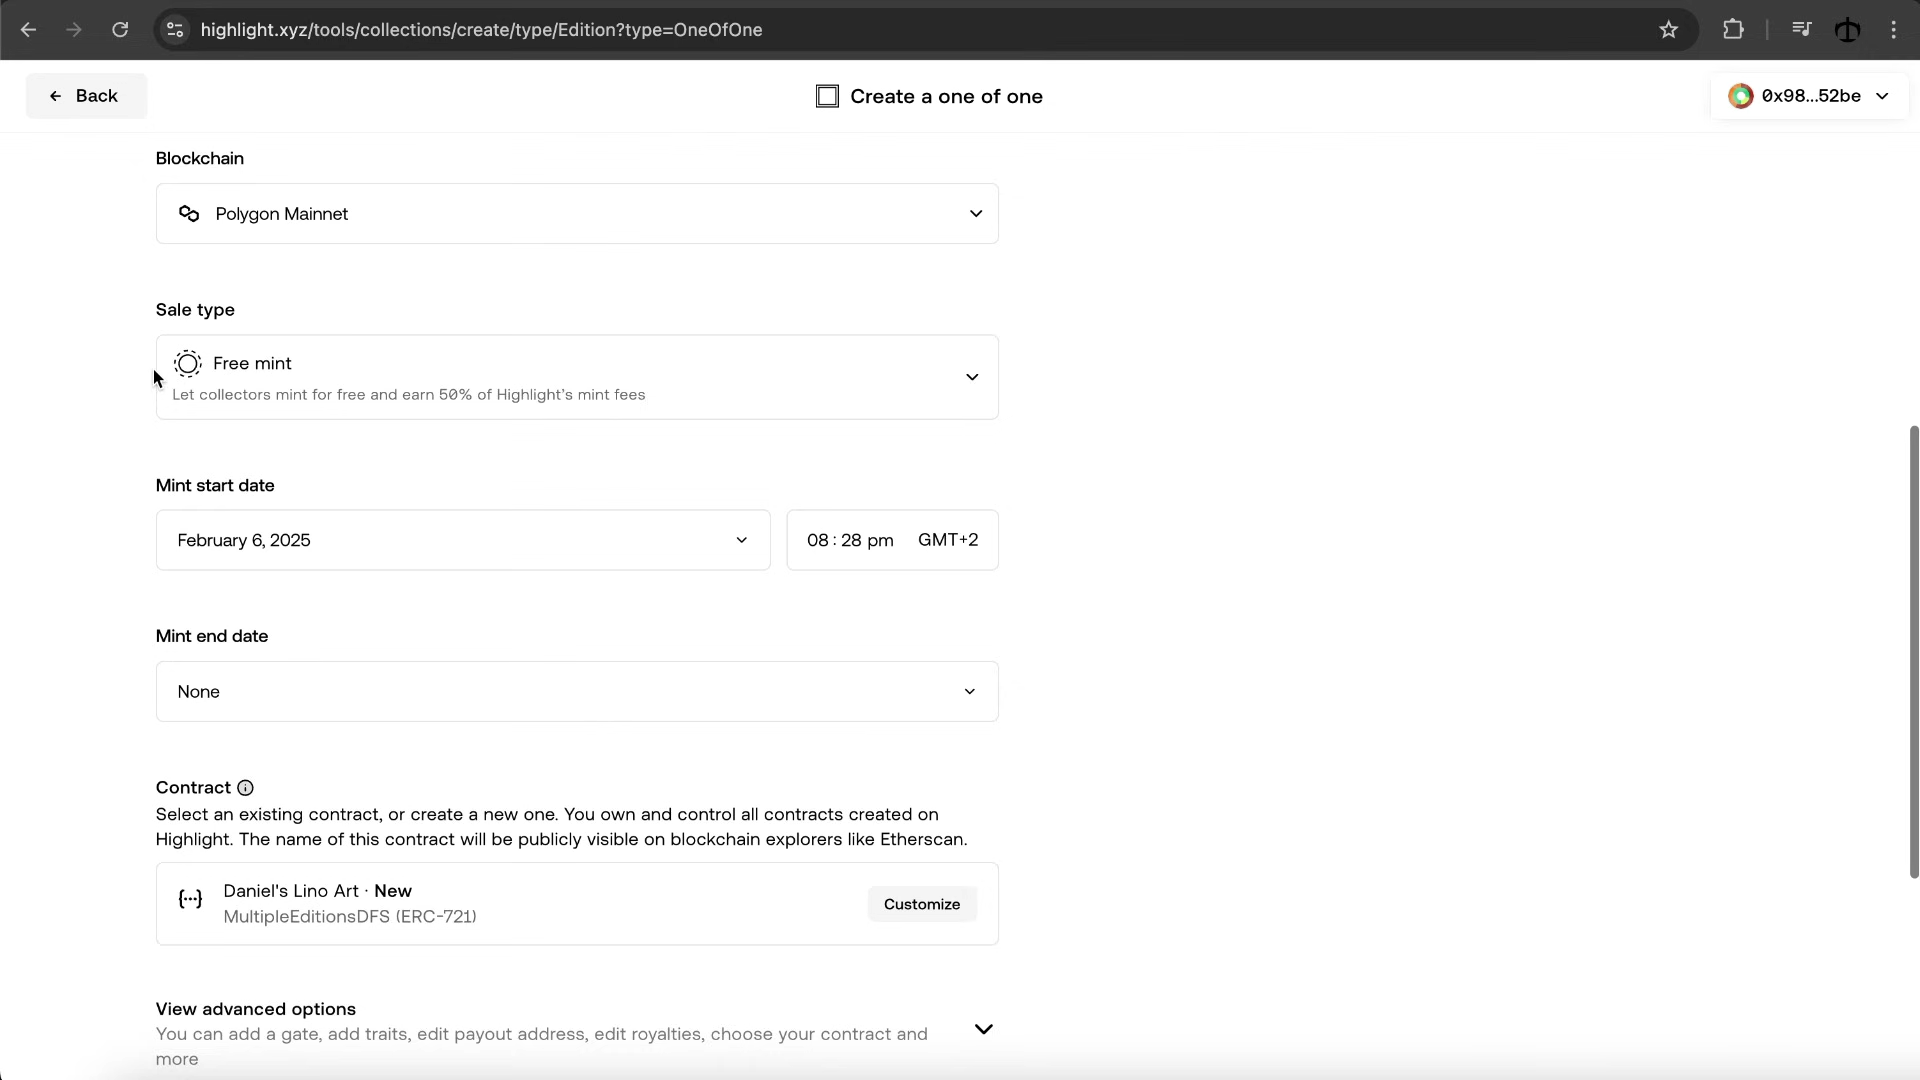 highlight.xyz/tools/collections/create/type/Edition?type=OneOfOne
Back
Create a one of one
0x98...52be
Blockchain
Polygon Mainnet
Sale type
Free mint
Let collectors mint for free and earn 50% of Highlight’s mint fees
Mint start date
February 6, 2025
08 : 28 pm GMT+2
Mint end date
None
Contract
Select an existing contract, or create a new one. You own and control all contracts created on
Highlight. The name of this contract will be publicly visible on blockchain explorers like Etherscan.
Daniel's Lino Art · New
MultipleEditionsDFS (ERC-721)
Customize
View advanced options
You can add a gate, add traits, edit payout address, edit royalties, choose your contract and
more